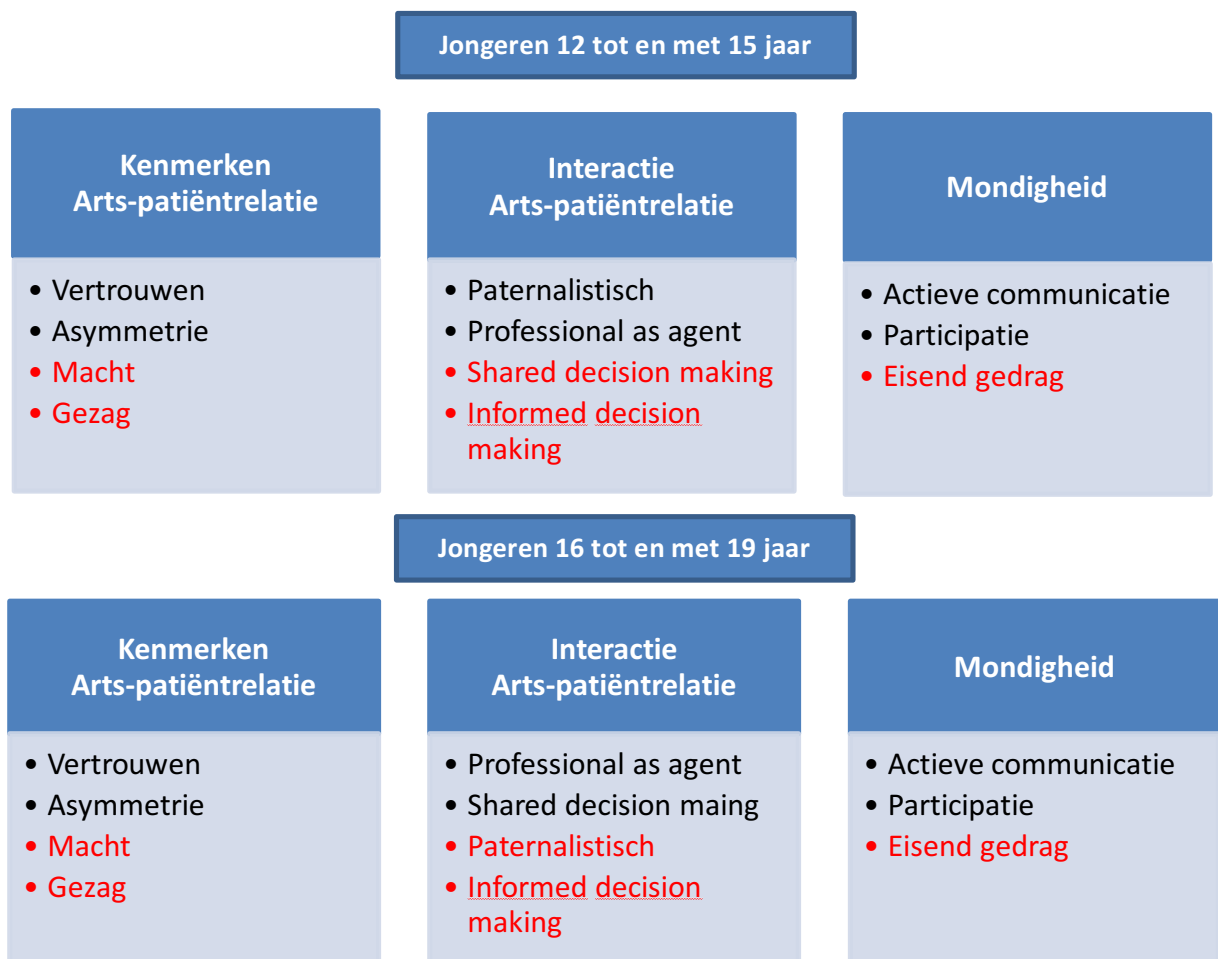 Jongeren 12 tot en met 15 jaar
Kenmerken
Arts-patiëntrelatie
• Vertrouwen
• Asymmetrie
• Macht
• Gezag
Interactie
Arts-patiëntrelatie
• Paternalistisch
• Professional as agent
• Shared decision making
• Informed decision
making
Mondigheid
• Actieve communicatie
• Participatie
• Eisend gedrag
Jongeren 16 tot en met 19 jaar
Kenmerken
Arts-patiëntrelatie
• Vertrouwen
• Asymmetrie
• Macht
• Gezag
Interactie
Arts-patiëntrelatie
• Professional as agent
• Shared decision maing
• Paternalistisch
• Informed decision
making
Mondigheid
• Actieve communicatie
• Participatie
• Eisend gedrag